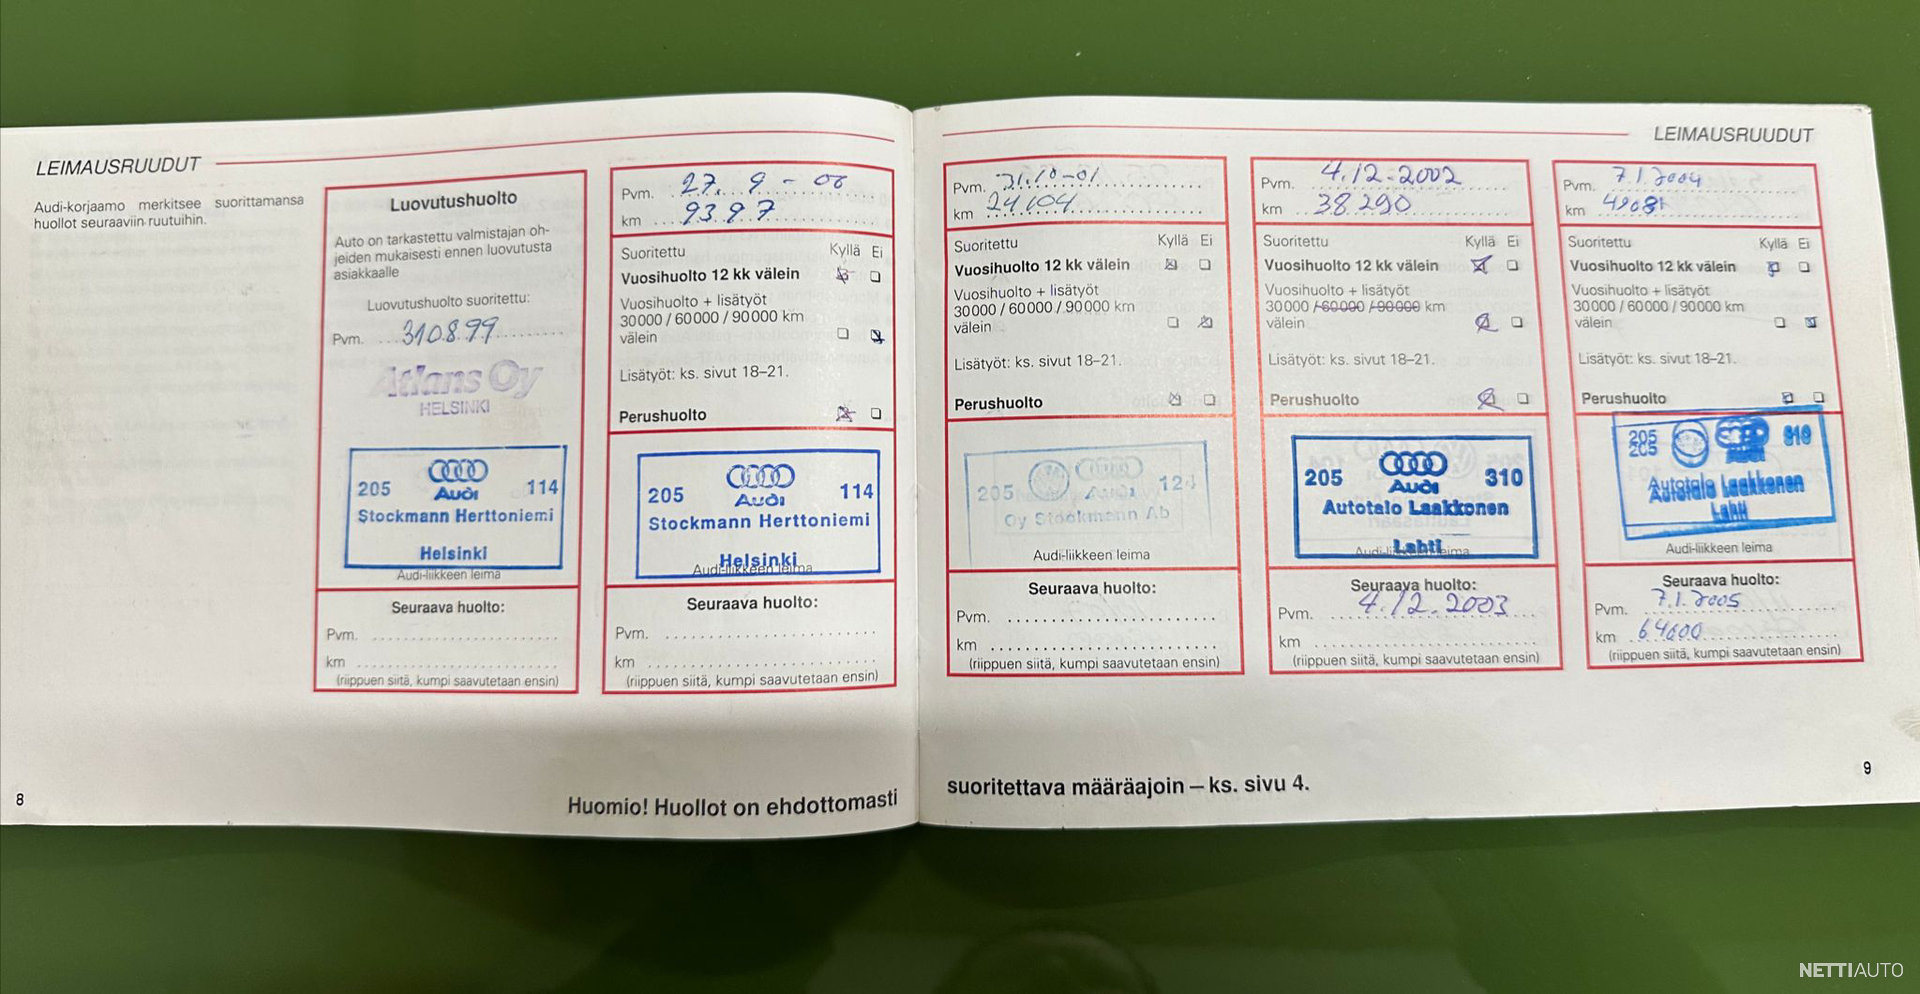 LEIMAUSRUUDUT
Audi-korjaamo merkitsee suorittamansa
huollot seuraaviin ruutuihin.
Luovutushuolto
Auto on tarkastettu valmistajan oh-
jeiden mukaisesti ennen luovutusta
asiakkaalle
Luovutushuolto suoritettu:
Pvm. 310899
Atlans Oy
HELSINKI
205 Audi 114
Stockmann Herttoniemi
Helsinki
Audi-liikkeen leima
Seuraava huolto:
Pvm.
km
(riippuen siitä, kumpi saavutetaan ensin)
Pvm. 27. 9 - 00
km 9397
Suoritettu Kyllä Ei
Vuosihuolto 12 kk välein
Vuosihuolto + lisätyöt
30000 / 60000 / 90000 km
välein
Lisätyöt: ks. sivut 18–21.
Perushuolto
205 Audi 114
Stockmann Herttoniemi
Helsinki
Audi-liikkeen leima
Seuraava huolto:
Pvm.
km
(riippuen siitä, kumpi saavutetaan ensin)
8
Huomio! Huollot on ehdottomasti
LEIMAUSRUUDUT
Pvm. 31.10-01
km 24104
Suoritettu Kyllä Ei
Vuosihuolto 12 kk välein
Vuosihuolto + lisätyöt
30000 / 60000 / 90000 km
välein
Lisätyöt: ks. sivut 18–21.
Perushuolto
205 Audi 124
Oy Stockmann Ab
Audi-liikkeen leima
Seuraava huolto:
Pvm.
km
(riippuen siitä, kumpi saavutetaan ensin)
Pvm. 4.12.2002
km 38290
Suoritettu Kyllä Ei
Vuosihuolto 12 kk välein
Vuosihuolto + lisätyöt
30000 /60000 /90000 km
välein
Lisätyöt: ks. sivut 18–21.
Perushuolto
205 Audi 310
Autotalo Laakkonen
Lahti
Audi-liikkeen leima
Seuraava huolto:
Pvm. 4.12.2003
km
(riippuen siitä, kumpi saavutetaan ensin)
Pvm. 7.1.2004
km
Suoritettu Kyllä Ei
Vuosihuolto 12 kk välein
Vuosihuolto + lisätyöt
30000 / 60000 / 90000 km
välein
Lisätyöt: ks. sivut 18–21.
Perushuolto
205 Audi 310
Autotalo Laakkonen
Lahti
Audi-liikkeen leima
Seuraava huolto:
Pvm. 7.1.2005
km 64000
(riippuen siitä, kumpi saavutetaan ensin)
suoritettava määräajoin – ks. sivu 4.
9
NETTIAUTO